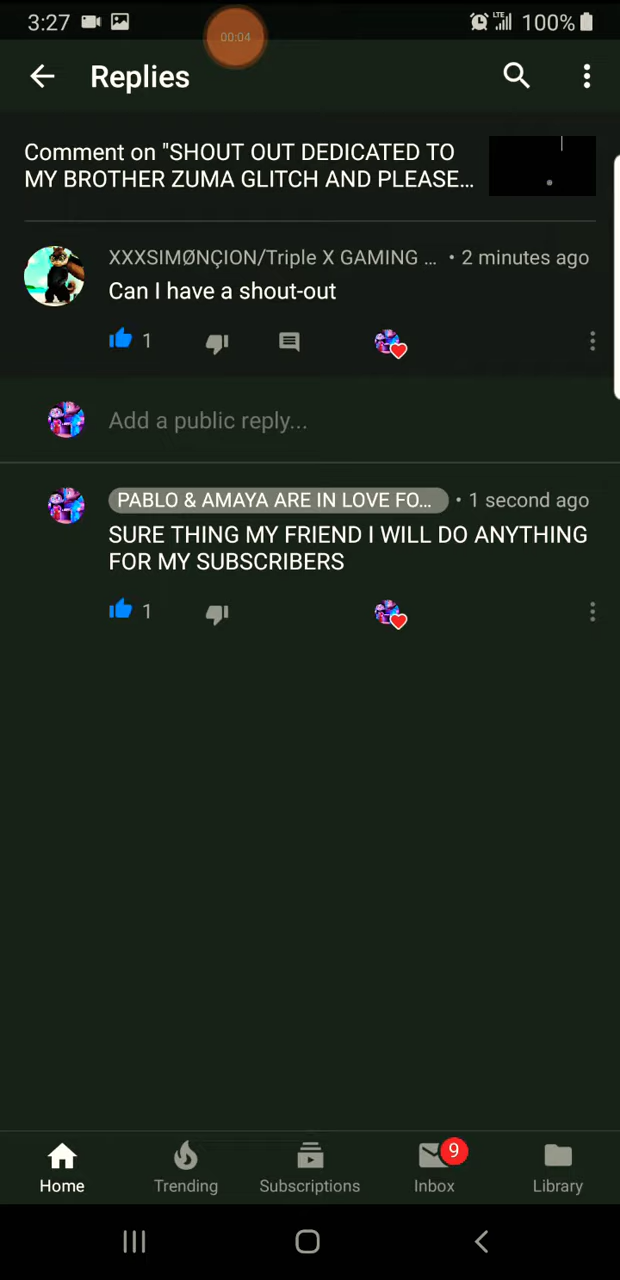 3:27
LTE
100%
00:04
Replies
Comment on "SHOUT OUT DEDICATED TO
MY BROTHER ZUMA GLITCH AND PLEASE...
XXXSIMØNÇION/Triple X GAMING ... • 2 minutes ago
Can I have a shout-out
1
Add a public reply...
PABLO & AMAYA ARE IN LOVE FO... • 1 second ago
SURE THING MY FRIEND I WILL DO ANYTHING
FOR MY SUBSCRIBERS
1
9
Home Trending Subscriptions Inbox Library